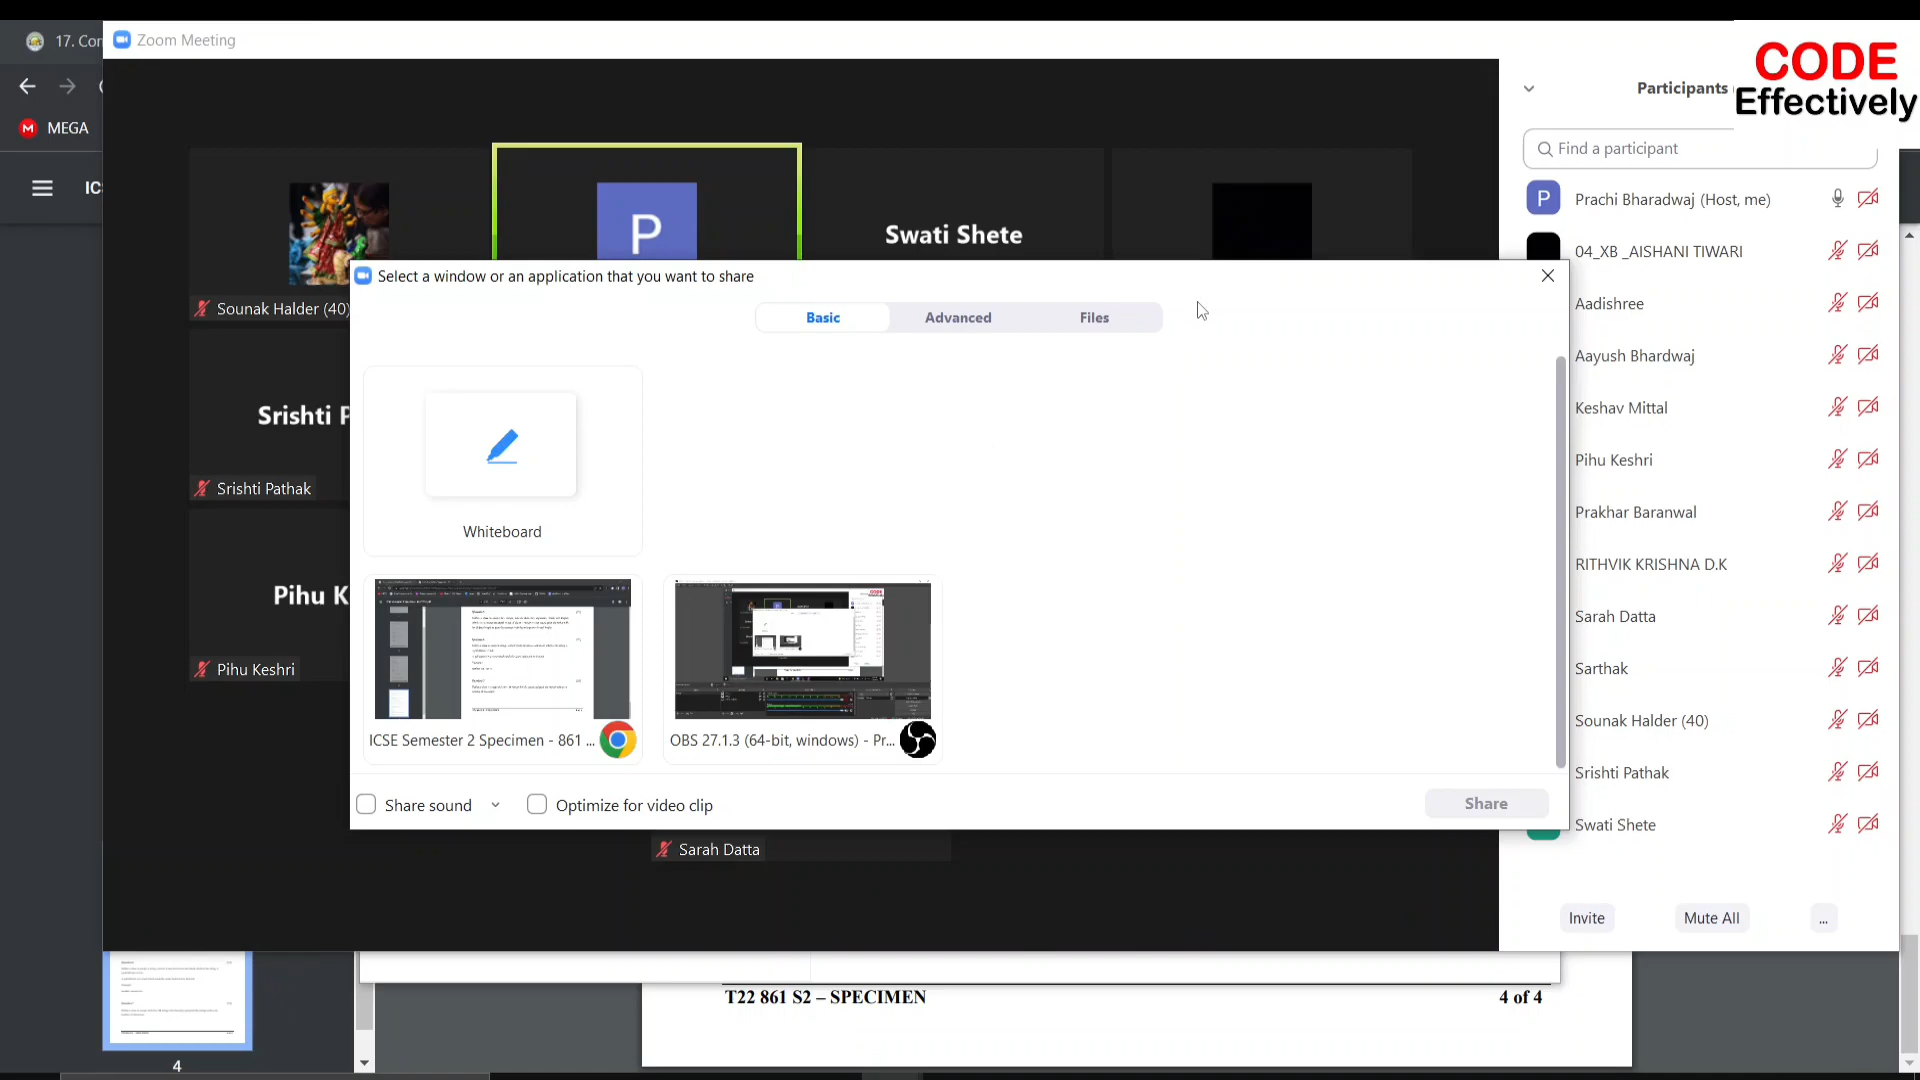 17. Con
Zoom Meeting
CODE
Effectively
Participants
MEGA
Find a participant
ICS
P
Swati Shete
P
Prachi Bharadwaj (Host, me)
04_XB _AISHANI TIWARI
Select a window or an application that you want to share
Sounak Halder (40)
Basic
Advanced
Files
Aadishree
Aayush Bhardwaj
Srishti P
Keshav Mittal
Pihu Keshri
Srishti Pathak
Whiteboard
Prakhar Baranwal
RITHVIK KRISHNA D.K
Pihu K
Sarah Datta
Pihu Keshri
Sarthak
Sounak Halder (40)
ICSE Semester 2 Specimen - 861 ...
OBS 27.1.3 (64-bit, windows) - Pr...
Srishti Pathak
Share sound
Optimize for video clip
Share
Swati Shete
Sarah Datta
Invite
Mute All
...
T22 861 S2 – SPECIMEN
4 of 4
4